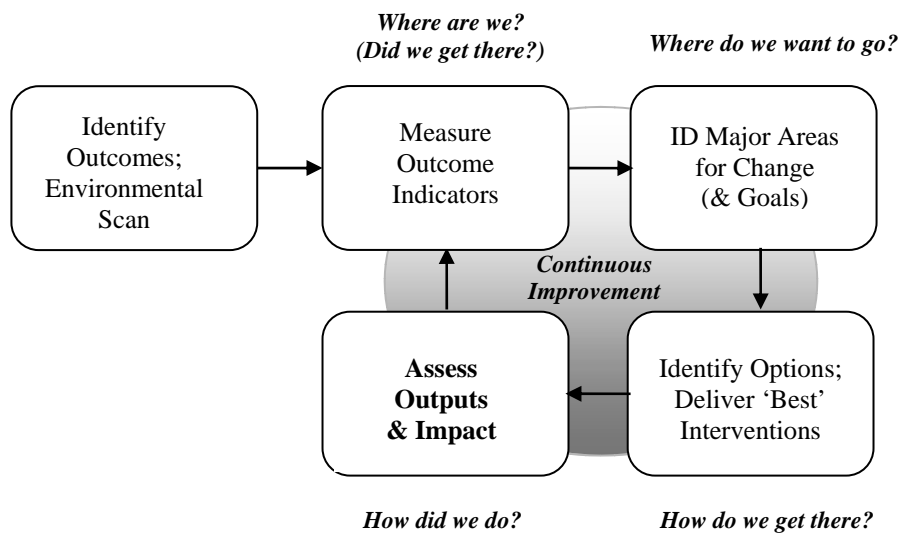 Where are we?
(Did we get there?)
Where do we want to go?
Identify
Outcomes;
Environmental
Scan
Measure
Outcome
Indicators
ID Major Areas
for Change
(& Goals)
Continuous
Improvement
Assess
Outputs
& Impact
Identify Options;
Deliver ‘Best’
Interventions
How did we do?
How do we get there?